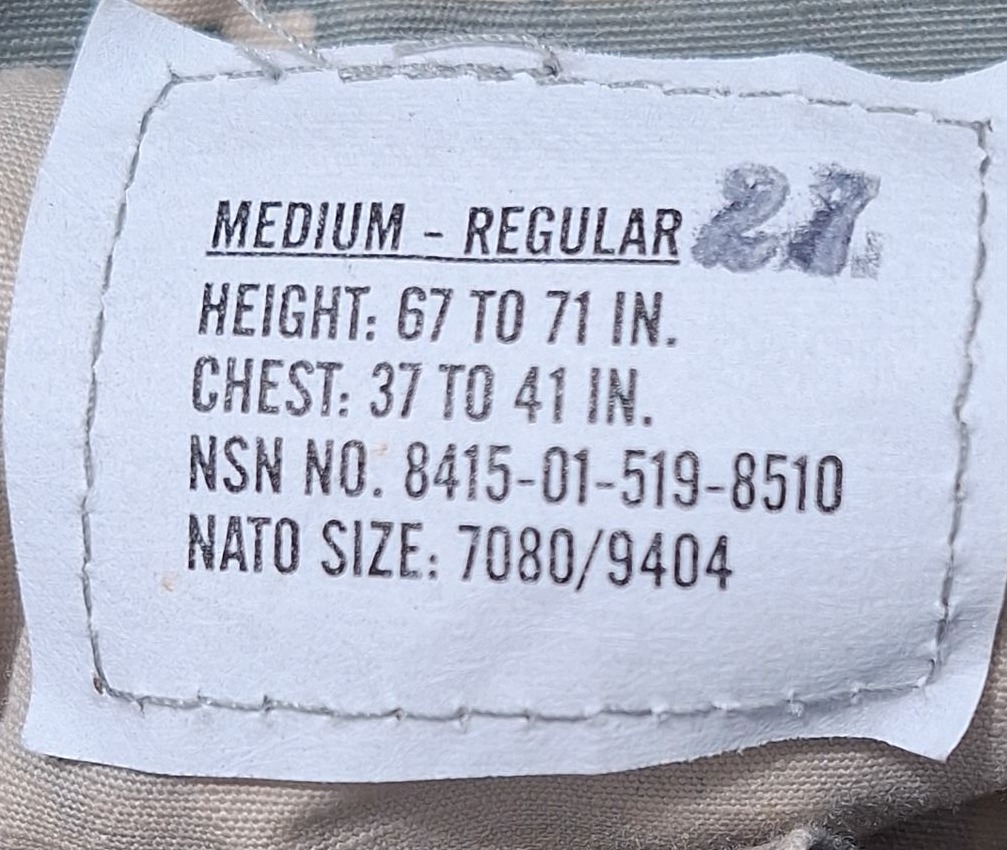 MEDIUM - REGULAR 27
HEIGHT: 67 TO 71 IN.
CHEST: 37 TO 41 IN.
NSN NO. 8415-01-519-8510
NATO SIZE: 7080/9404